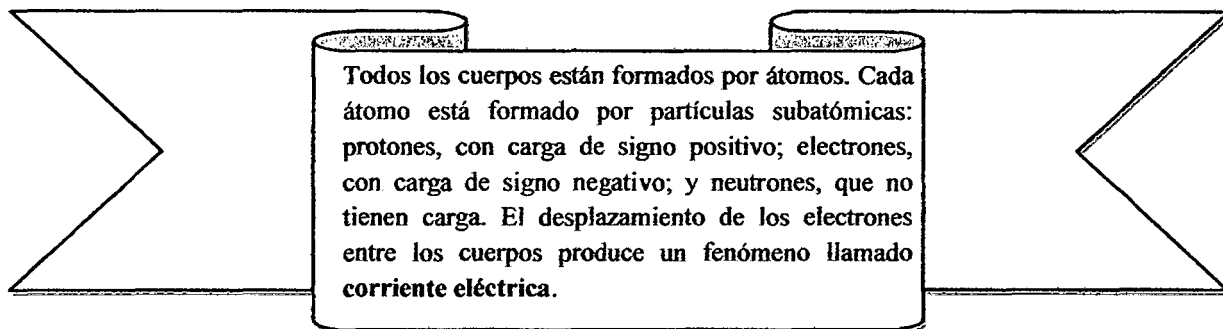 Todos los cuerpos están formados por átomos. Cada
átomo está formado por partículas subatómicas:
protones, con carga de signo positivo; electrones,
con carga de signo negativo; y neutrones, que no
tienen carga. El desplazamiento de los electrones
entre los cuerpos produce un fenómeno llamado
corriente eléctrica.